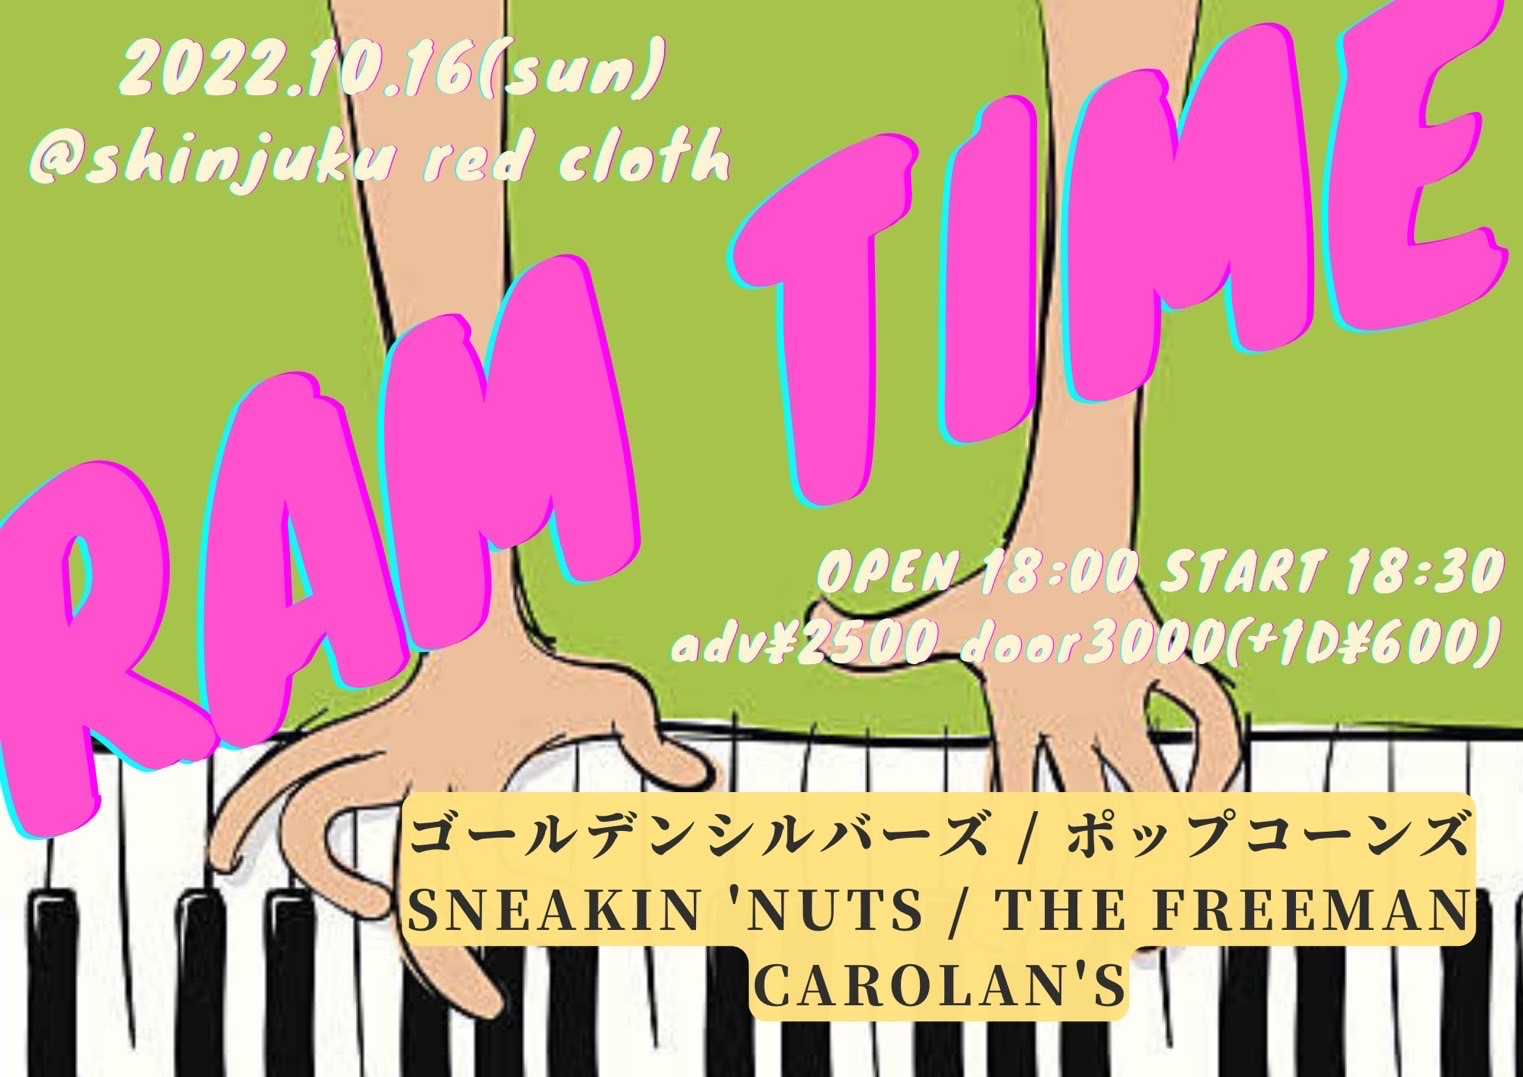 2022.10.16(sun)
@shinjuku red cloth
RAM TIME
OPEN 18:00 START 18:30
adv¥2500 door3000(+1D¥600)
ゴールデンシルバーズ / ポップコーンズ
SNEAKIN 'NUTS / THE FREEMAN
CAROLAN'S